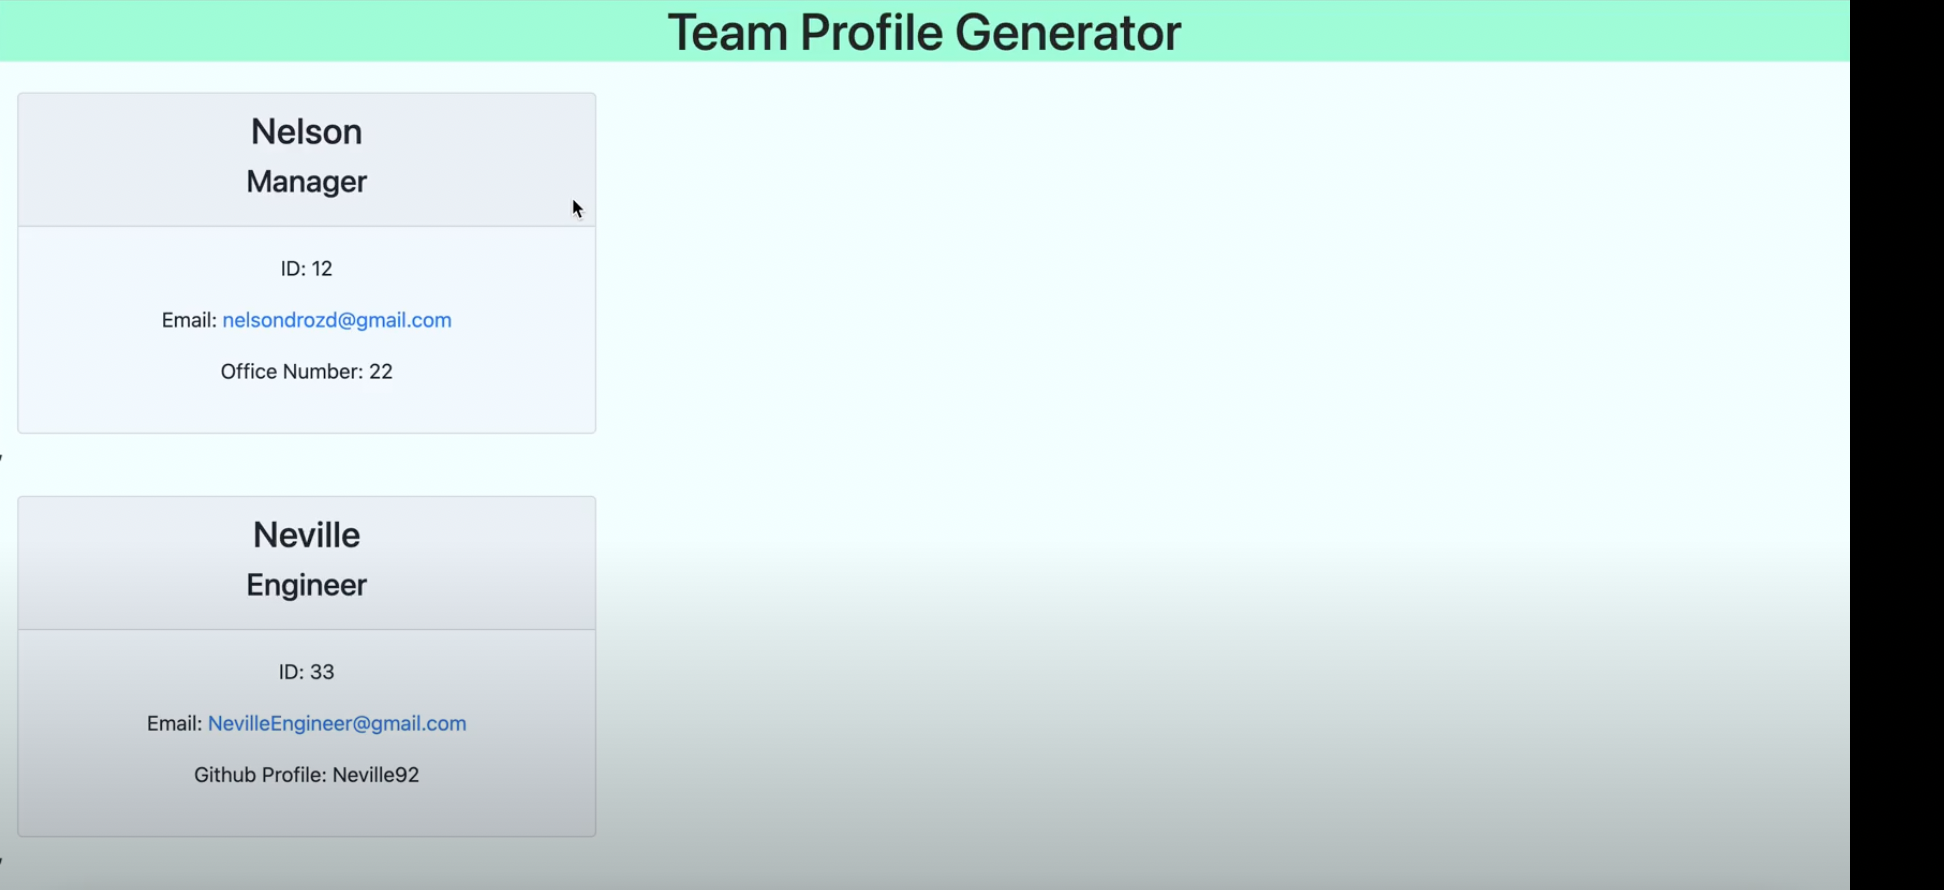 Team Profile Generator
Nelson
Manager
ID: 12
Email: nelsondrozd@gmail.com
Office Number: 22
,
Neville
Engineer
ID: 33
Email: NevilleEngineer@gmail.com
Github Profile: Neville92
,